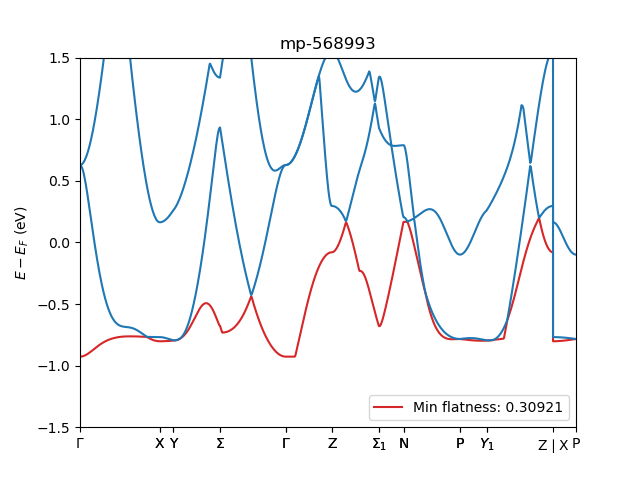 mp-568993
1.5
1.0
0.5
0.0
−0.5
−1.0
−1.5
E − E_F (eV)
Min flatness: 0.30921
Γ X Y Σ Γ Z Σ₁ N P Y₁ Z | X P